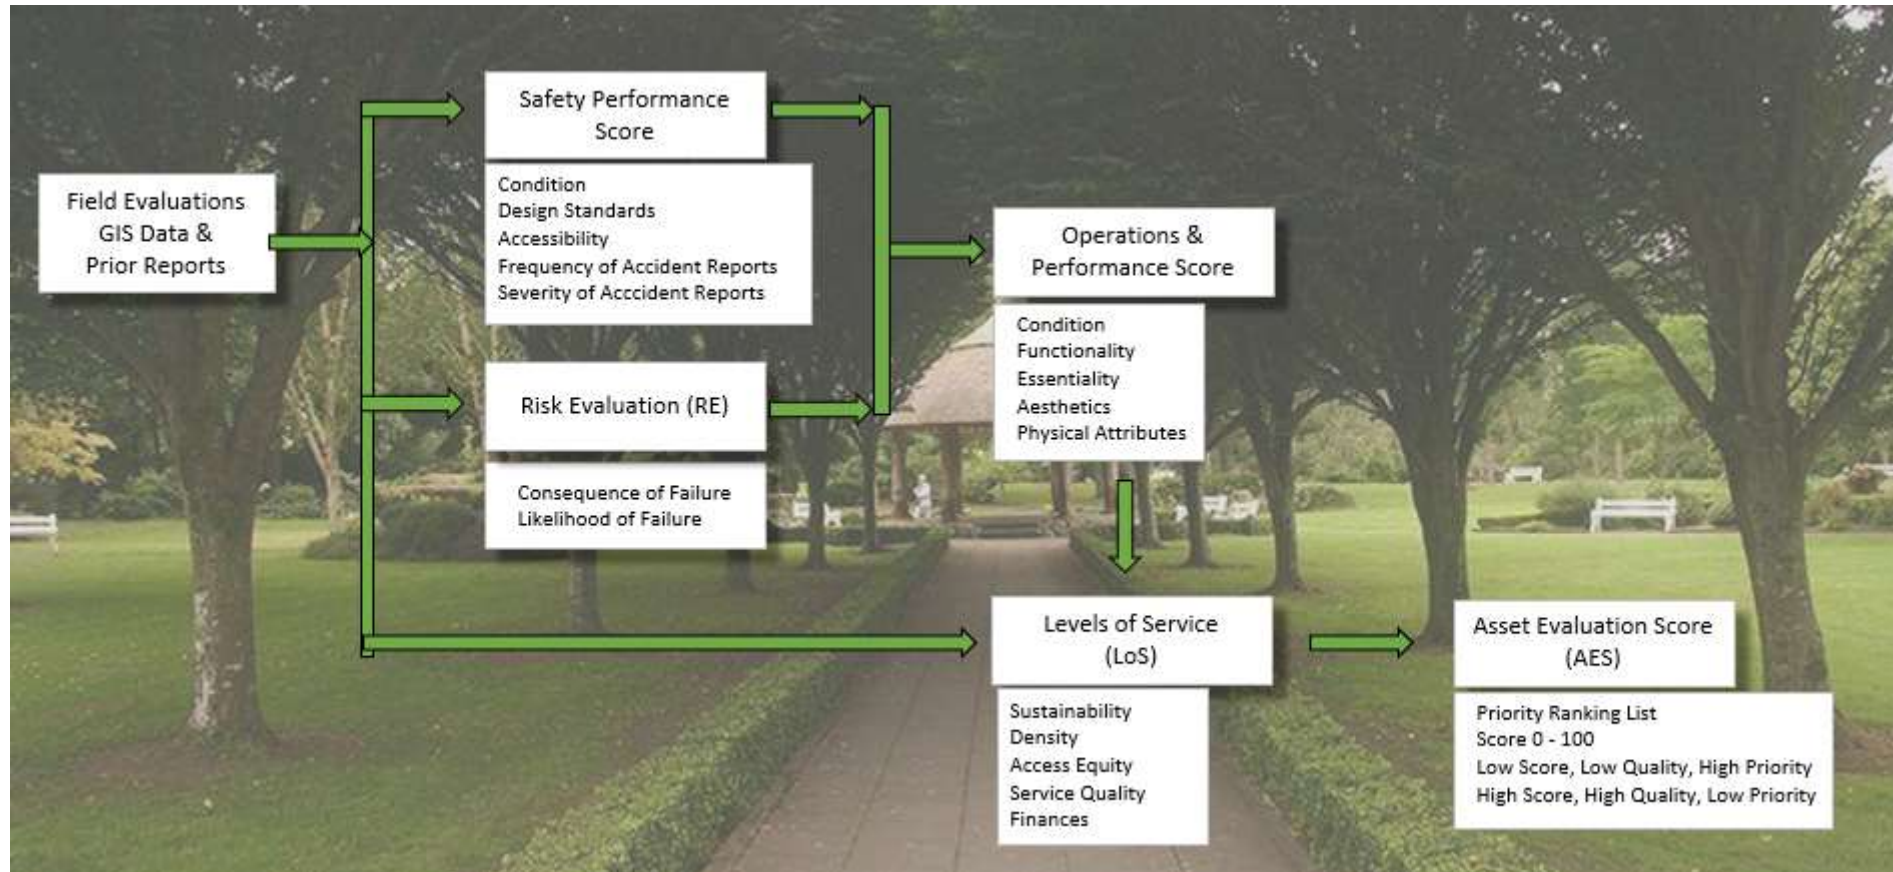 Field Evaluations
GIS Data &
Prior Reports
Safety Performance
Score
Condition
Design Standards
Accessibility
Frequency of Accident Reports
Severity of Acccident Reports
Risk Evaluation (RE)
Consequence of Failure
Likelihood of Failure
Operations &
Performance Score
Condition
Functionality
Essentiality
Aesthetics
Physical Attributes
Levels of Service
(LoS)
Sustainability
Density
Access Equity
Service Quality
Finances
Asset Evaluation Score
(AES)
Priority Ranking List
Score 0 - 100
Low Score, Low Quality, High Priority
High Score, High Quality, Low Priority